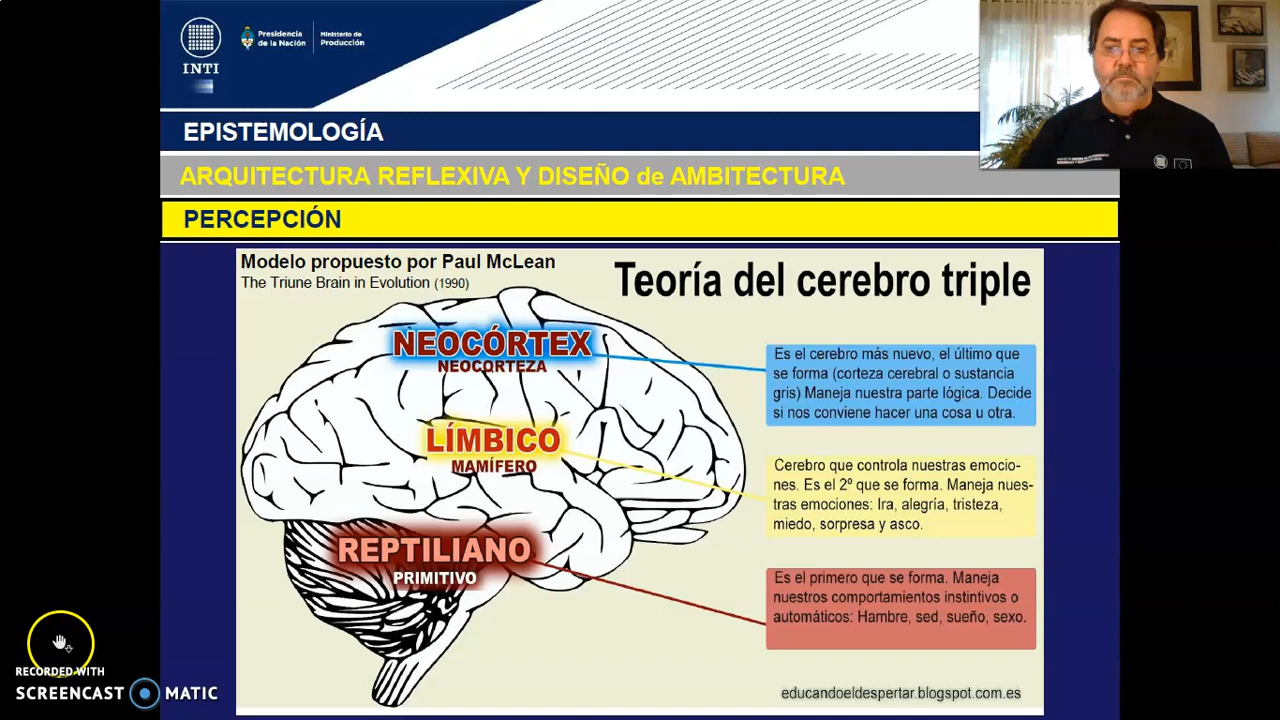 INTI
Presidencia
de la Nación
Ministerio de
Producción
EPISTEMOLOGÍA
ARQUITECTURA REFLEXIVA Y DISEÑO de AMBITECTURA
PERCEPCIÓN
Modelo propuesto por Paul McLean
The Triune Brain in Evolution (1990)
Teoría del cerebro triple
NEOCÓRTEX
NEOCORTEZA
Es el cerebro más nuevo, el último que
se forma (corteza cerebral o sustancia
gris) Maneja nuestra parte lógica. Decide
si nos conviene hacer una cosa u otra.
LÍMBICO
MAMÍFERO
Cerebro que controla nuestras emocio-
nes. Es el 2º que se forma. Maneja nues-
tras emociones: Ira, alegría, tristeza,
miedo, sorpresa y asco.
REPTILIANO
PRIMITIVO
Es el primero que se forma. Maneja
nuestros comportamientos instintivos o
automáticos: Hambre, sed, sueño, sexo.
educandoeldespertar.blogspot.com.es
RECORDED WITH
SCREENCAST MATIC